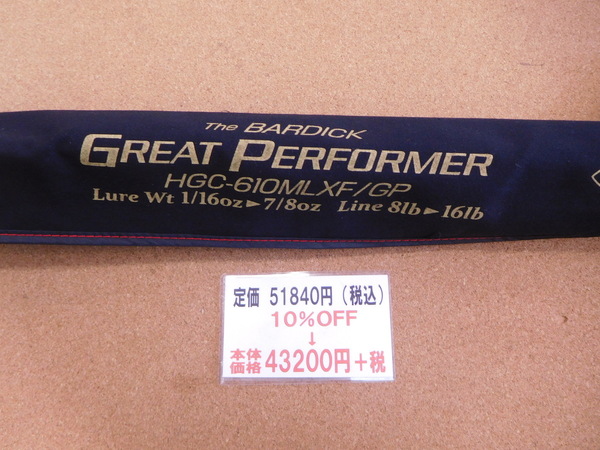 The BARDICK
GREAT PERFORMER
HGC-610MLXF/GP
Lure Wt 1/16oz►7/8oz Line 8lb►16lb
定価 51840円（税込）
10%OFF
↓
本体価格 43200円+税